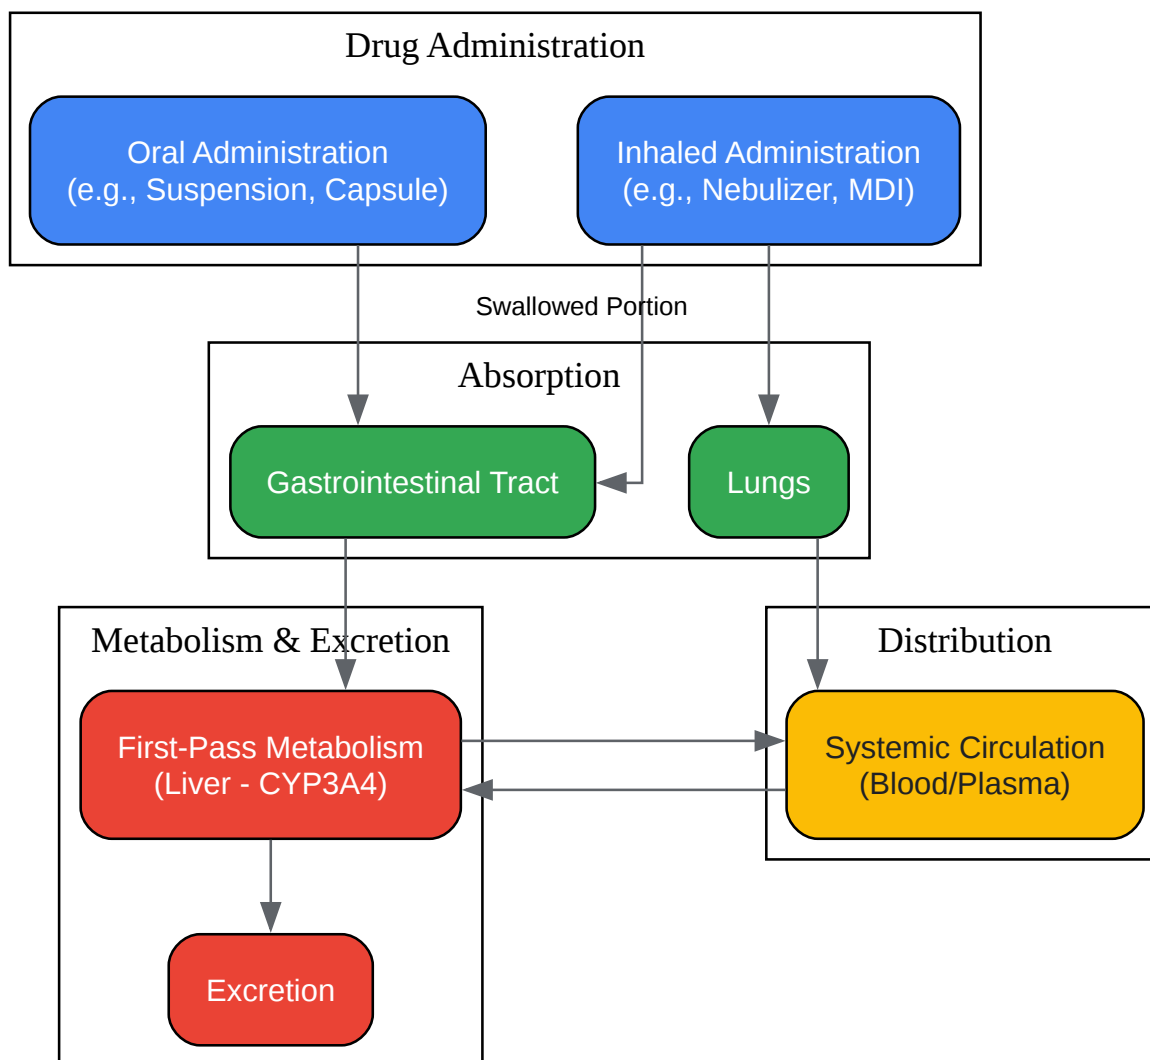 Drug Administration
Oral Administration
(e.g., Suspension, Capsule)
Inhaled Administration
(e.g., Nebulizer, MDI)
Swallowed Portion
Absorption
Gastrointestinal Tract
Lungs
Metabolism & Excretion
First-Pass Metabolism
(Liver - CYP3A4)
Excretion
Distribution
Systemic Circulation
(Blood/Plasma)